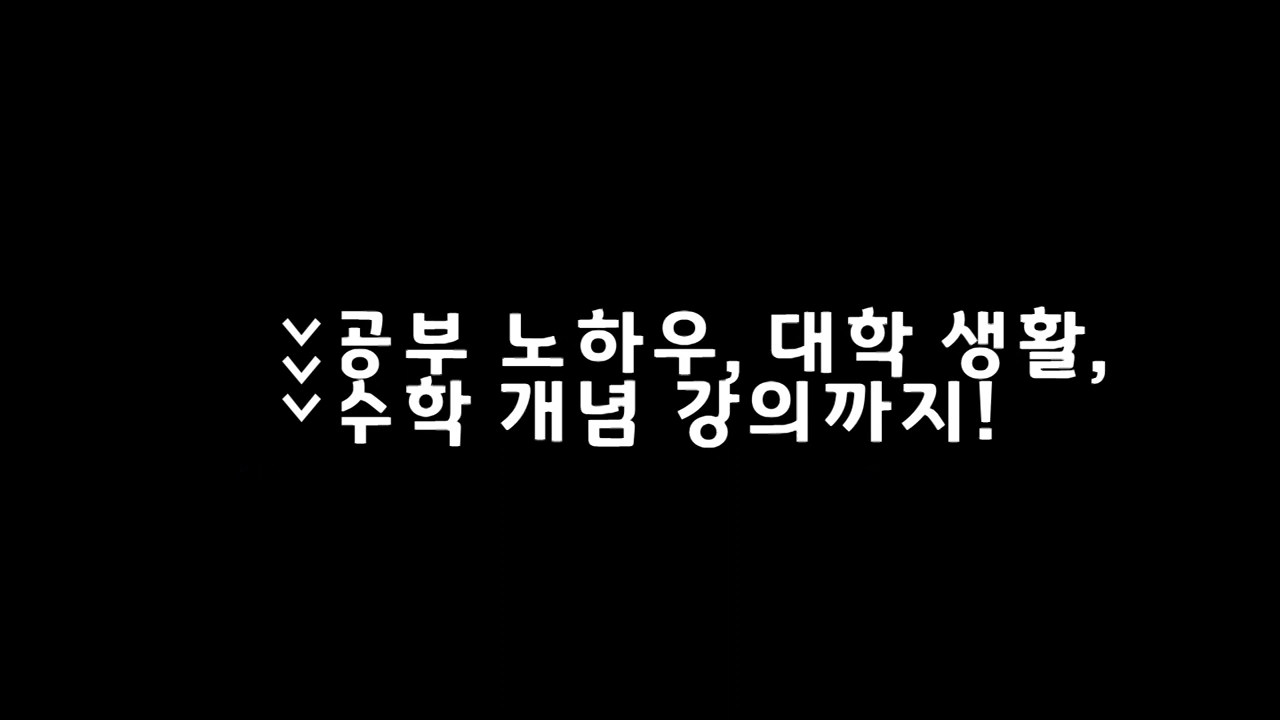 공부 노하우, 대학 생활,
수학 개념 강의까지!